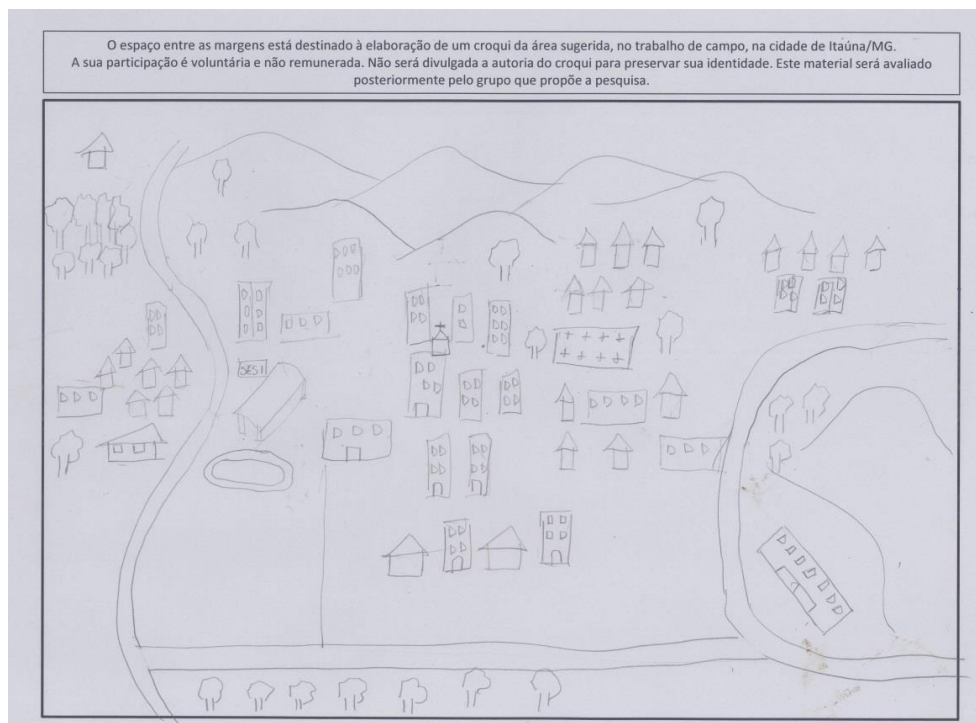 O espaço entre as margens está destinado à elaboração de um croqui da área sugerida, no trabalho de campo, na cidade de Itaúna/MG.
A sua participação é voluntária e não remunerada. Não será divulgada a autoria do croqui para preservar sua identidade. Este material será avaliado
posteriormente pelo grupo que propõe a pesquisa.
SESI